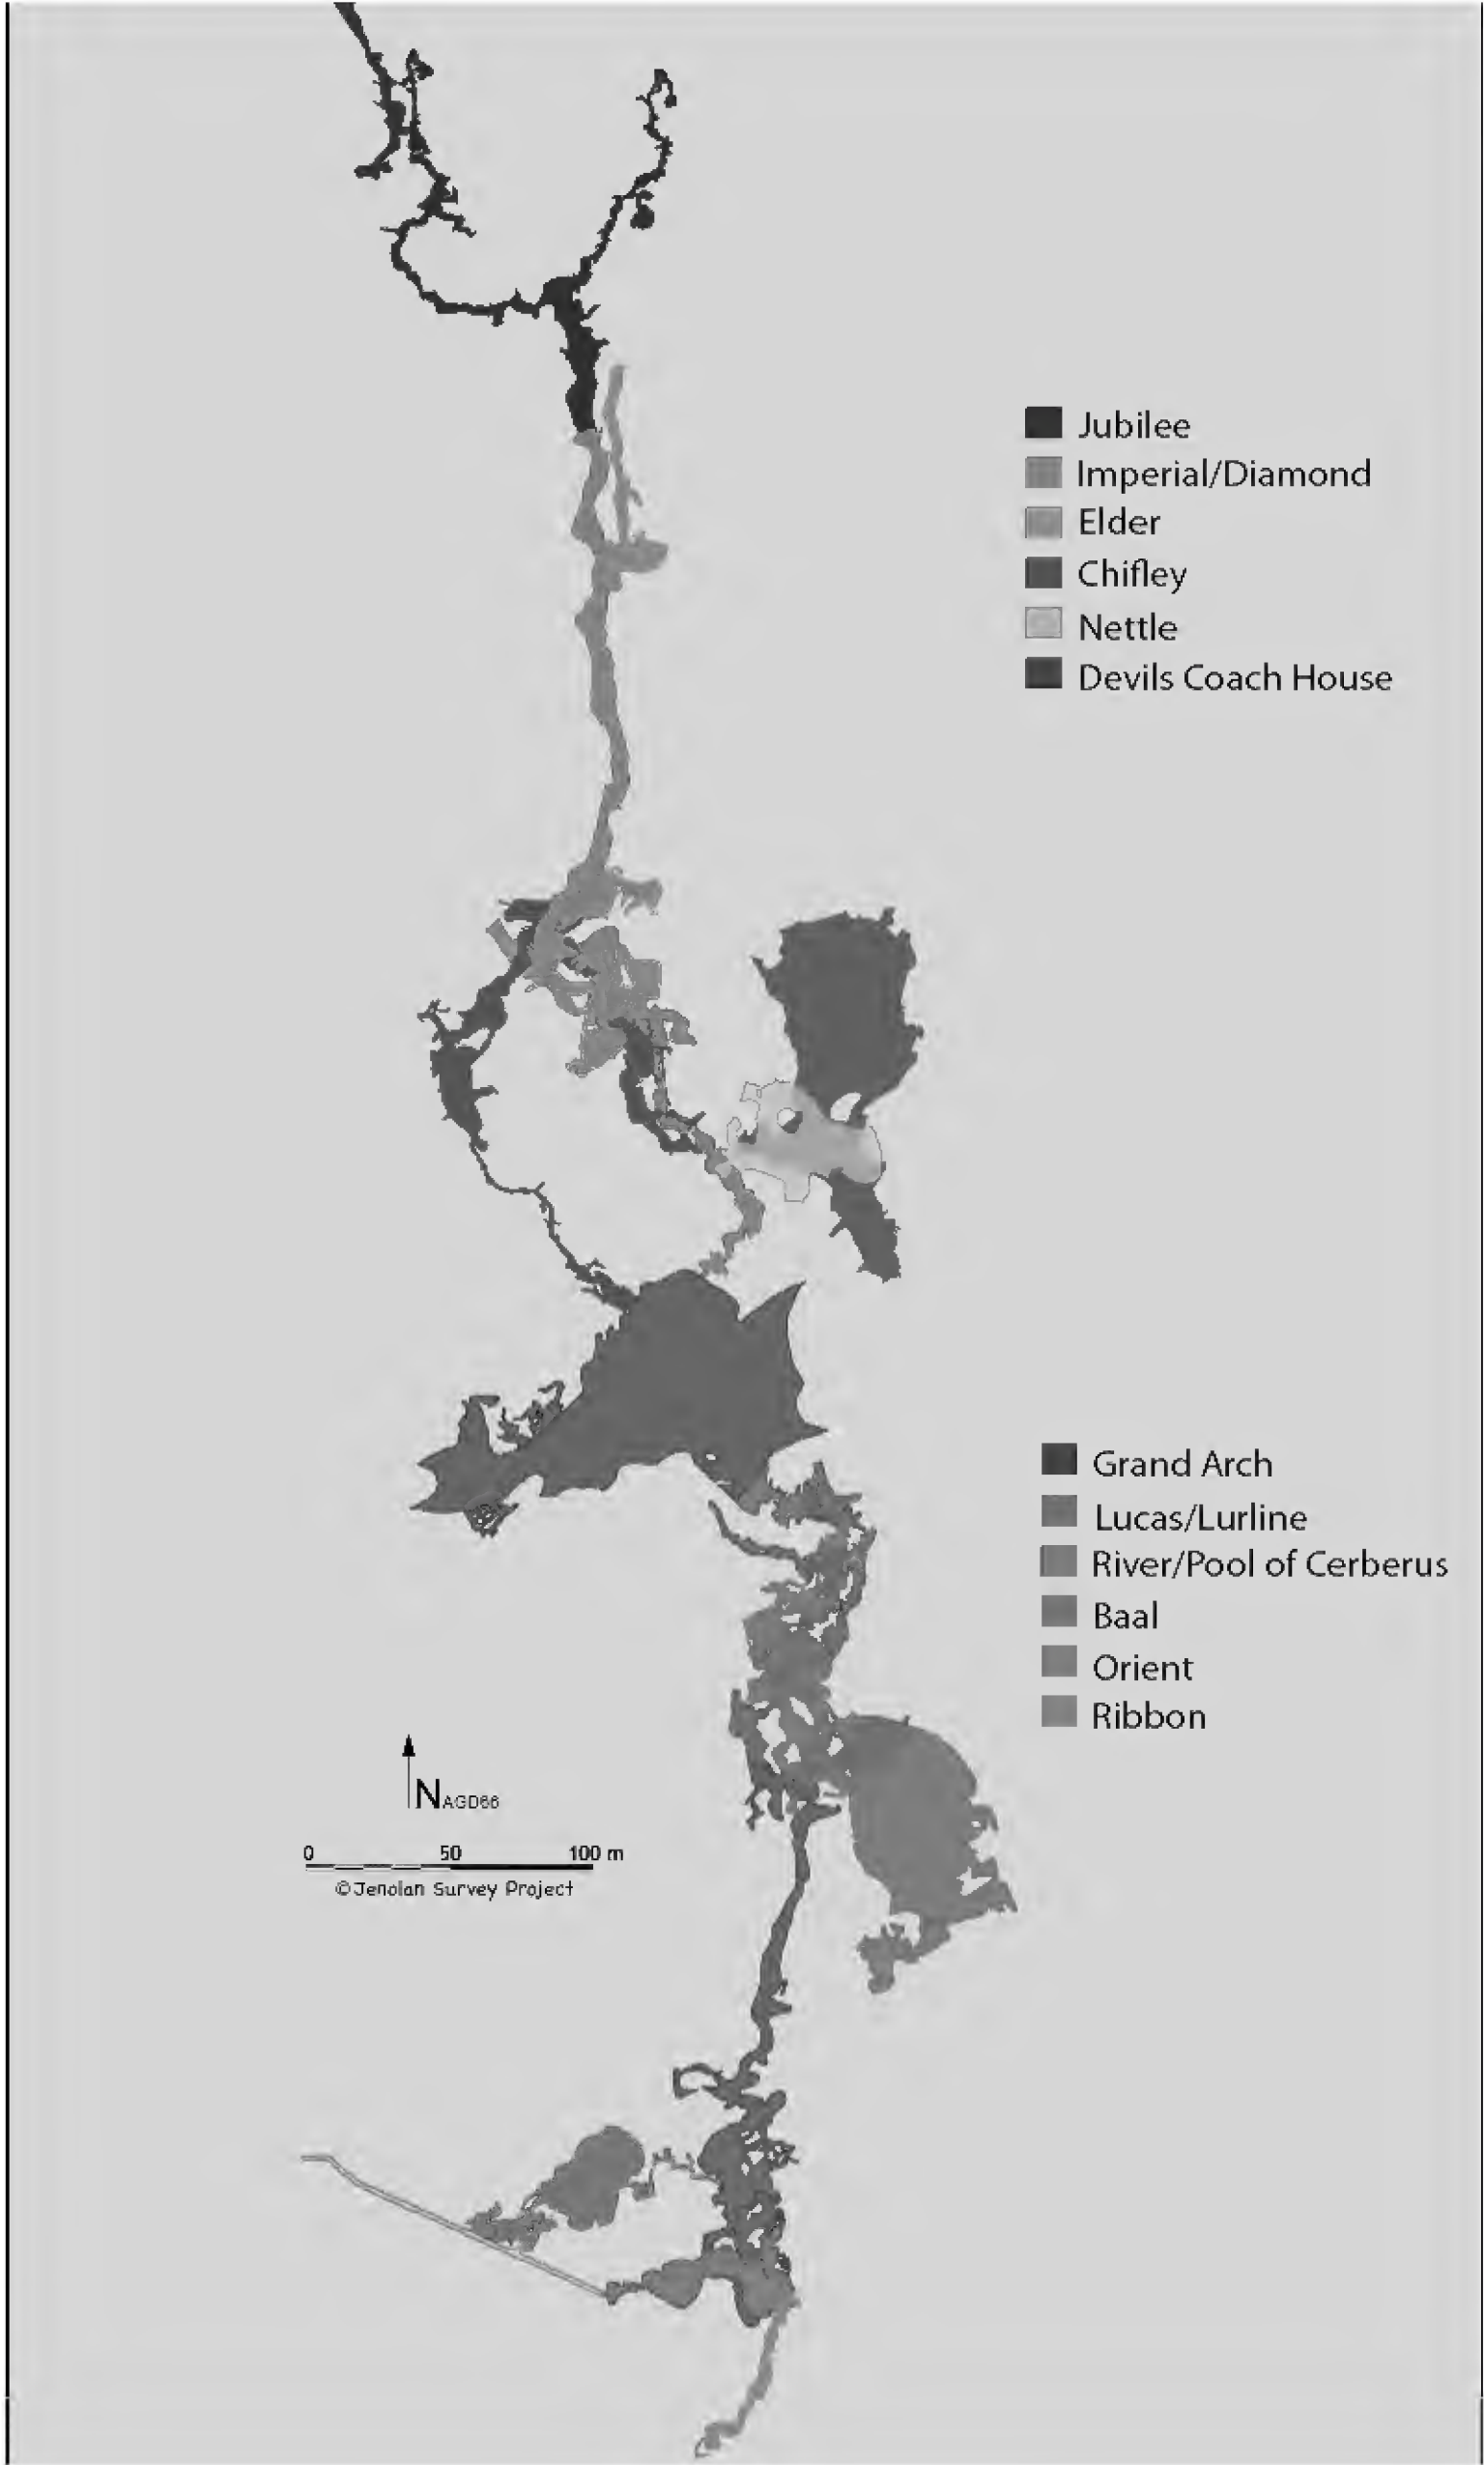 Jubilee
Imperial/Diamond
Elder
Chifley
Nettle
Devils Coach House
Grand Arch
Lucas/Lurline
River/Pool of Cerberus
Baal
Orient
Ribbon
N AGD66
0 50 100 m
©Jenolan Survey Project